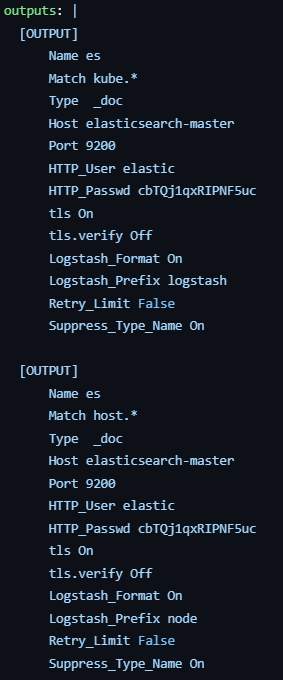 outputs: |
[OUTPUT]
Name es
Match kube.*
Type _doc
Host elasticsearch-master
Port 9200
HTTP_User elastic
HTTP_Passwd cbTQj1qxRIPNF5uc
tls On
tls.verify Off
Logstash_Format On
Logstash_Prefix logstash
Retry_Limit False
Suppress_Type_Name On
[OUTPUT]
Name es
Match host.*
Type _doc
Host elasticsearch-master
Port 9200
HTTP_User elastic
HTTP_Passwd cbTQj1qxRIPNF5uc
tls On
tls.verify Off
Logstash_Format On
Logstash_Prefix node
Retry_Limit False
Suppress_Type_Name On